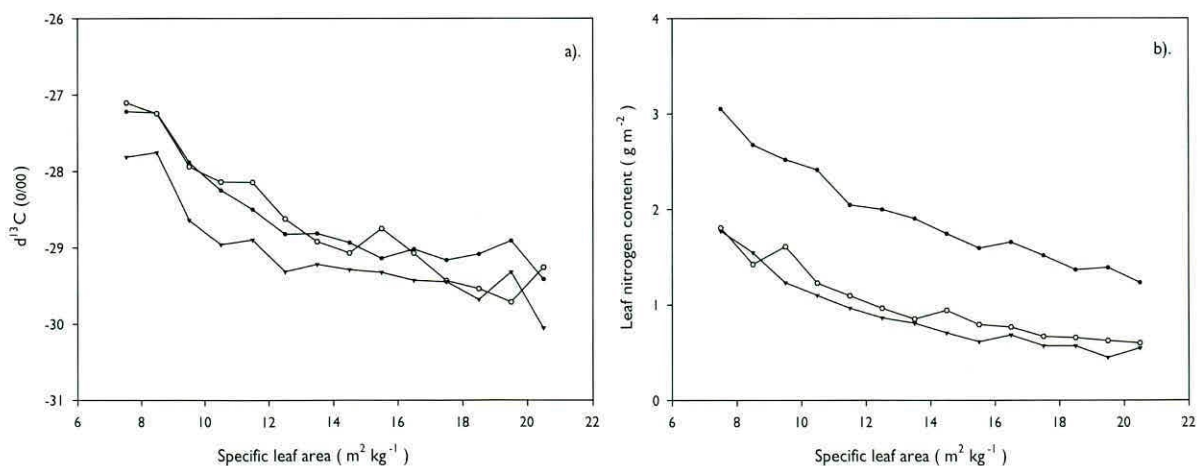 a).
-26
-27
-28
-29
-30
-31
d¹³C (0/00)
6 8 10 12 14 16 18 20 22
Specific leaf area ( m² kg⁻¹ )
b).
4
3
2
1
0
Leaf nitrogen content ( g m⁻² )
6 8 10 12 14 16 18 20 22
Specific leaf area ( m² kg⁻¹ )